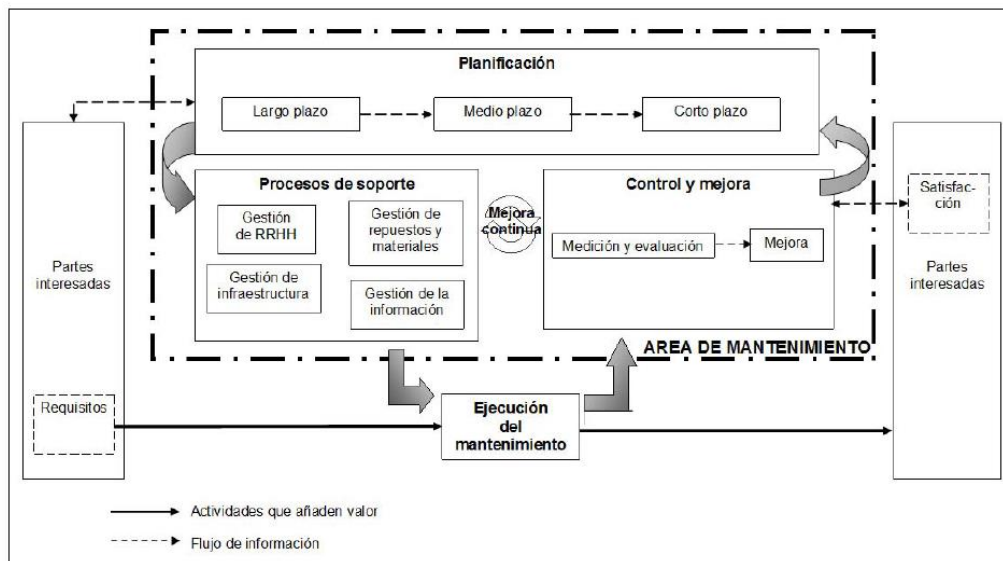 Planificación
Largo plazo
Medio plazo
Corto plazo
Procesos de soporte
Gestión
de RRHH
Gestión de
repuestos y
materiales
Gestión de
infraestructura
Gestión de la
información
Mejora
continua
Control y mejora
Medición y evaluación
Mejora
Satisfac-
ción
Partes
interesadas
Partes
interesadas
AREA DE MANTENIMIENTO
Requisitos
Ejecución
del
mantenimiento
Actividades que añaden valor
Flujo de información